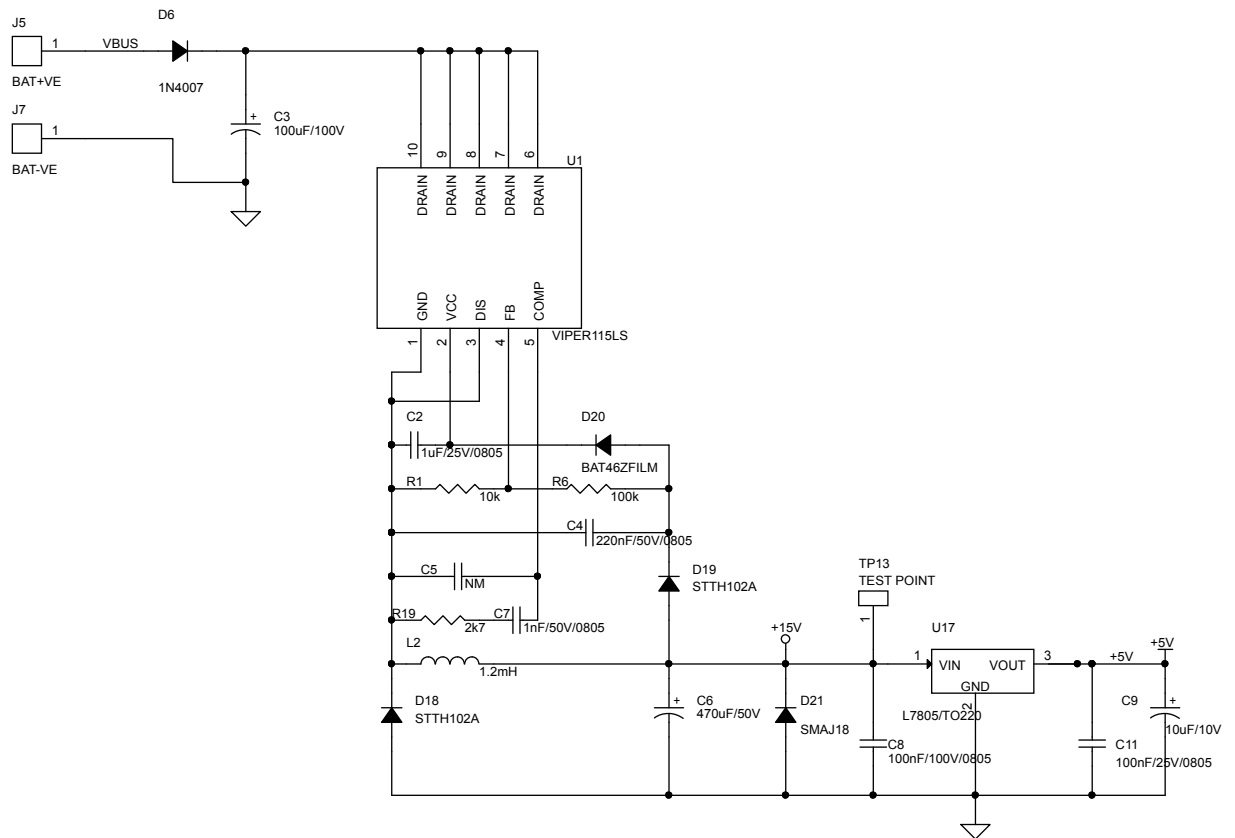 J5
1
BAT+VE
VBUS
D6
1N4007
J7
1
BAT-VE
+
C3
100uF/100V
10
9
8
7
6
U1
DRAIN
DRAIN
DRAIN
DRAIN
DRAIN
GND
VCC
DIS
FB
COMP
VIPER115LS
1
2
3
4
5
C2
1uF/25V/0805
D20
BAT46ZFILM
R1
10k
R6
100k
C4
220nF/50V/0805
C5
NM
D19
STTH102A
R19
2k7
C7
1nF/50V/0805
L2
1.2mH
D18
STTH102A
+
C6
470uF/50V
+15V
D21
SMAJ18
TP13
TEST POINT
1
C8
100nF/100V/0805
U17
1
VIN
VOUT
3
GND
2
L7805/TO220
+5V
+5V
C11
100nF/25V/0805
C9
+
10uF/10V